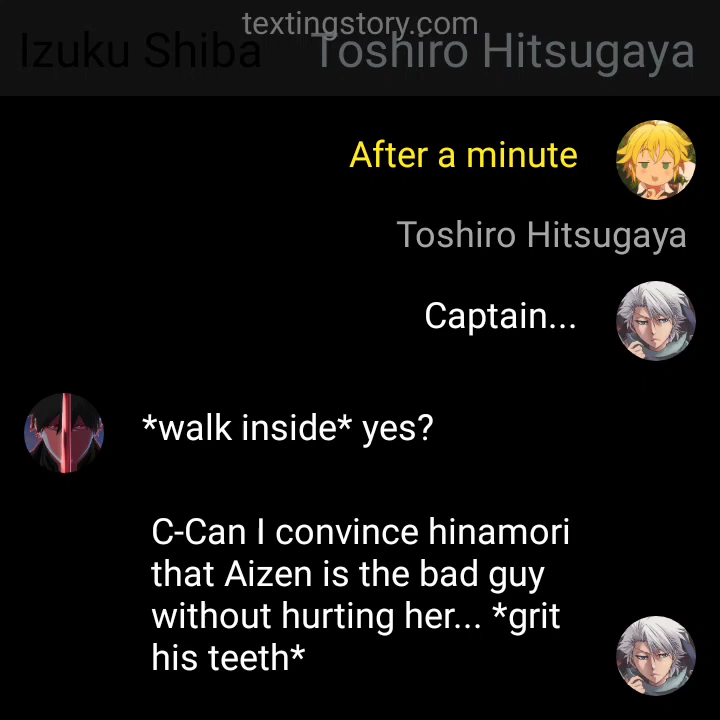 textingstory.com
Izuku Shiba Toshiro Hitsugaya
After a minute
Toshiro Hitsugaya
Captain...
*walk inside* yes?
C-Can I convince hinamori
that Aizen is the bad guy
without hurting her... *grit
his teeth*